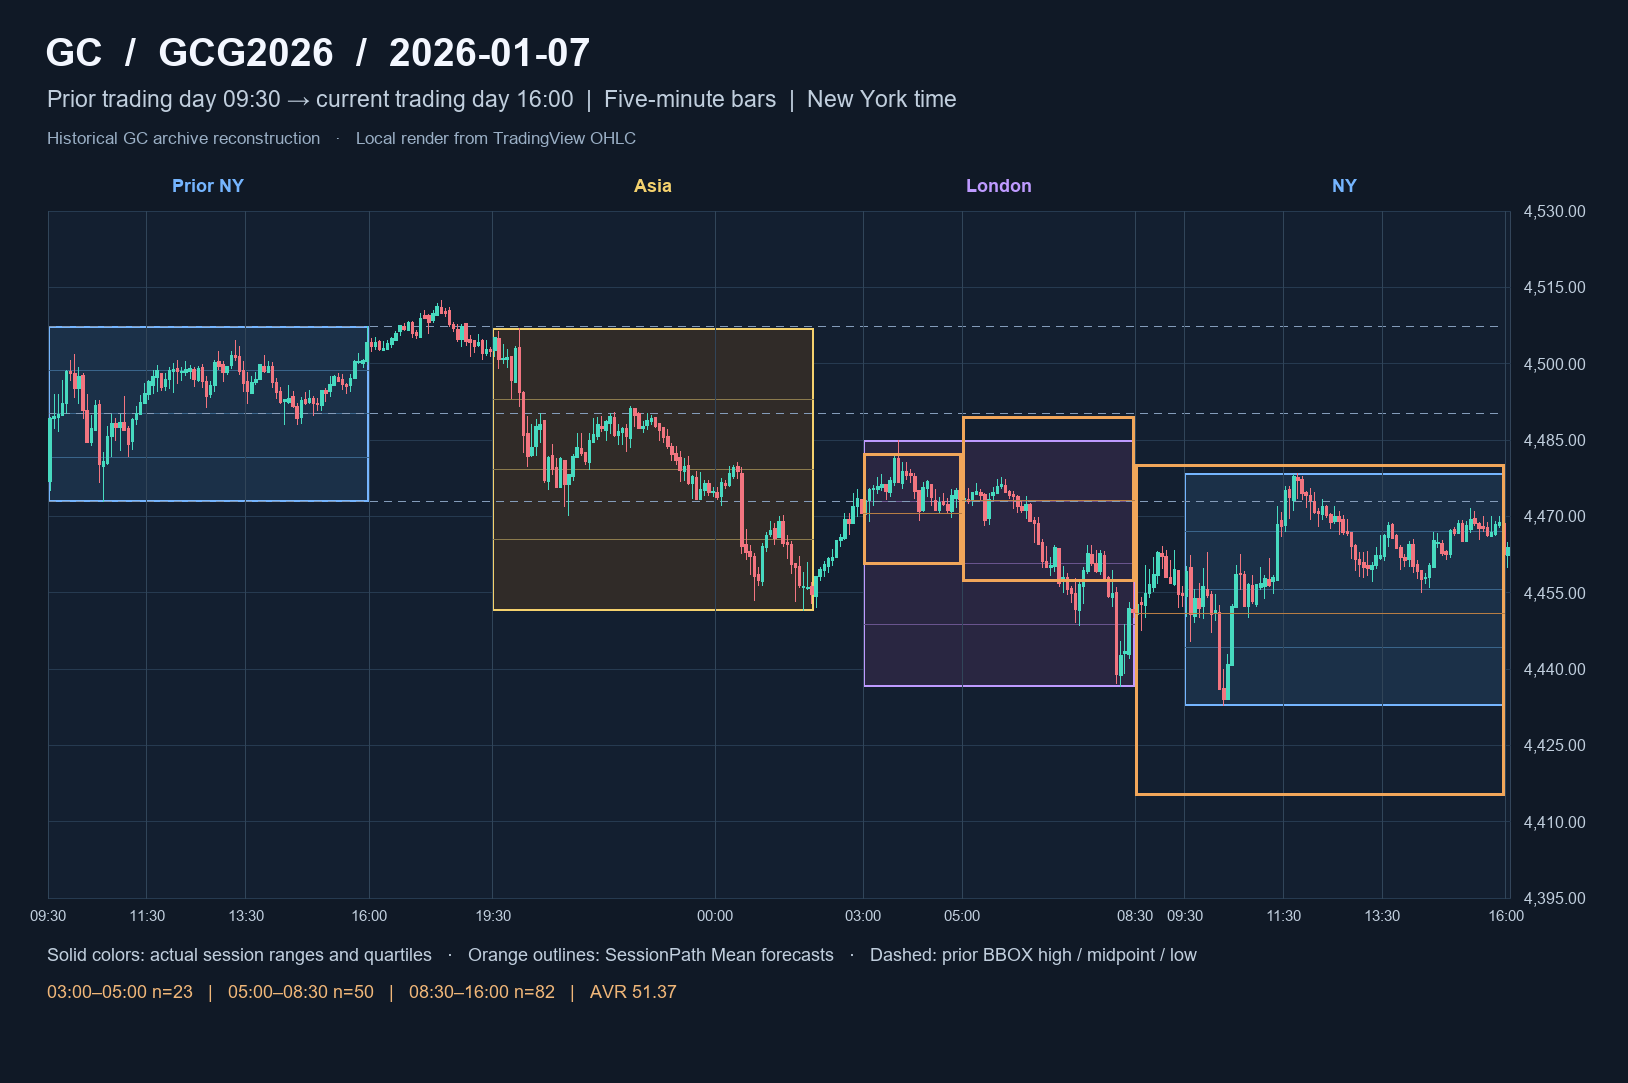 GC / GCG2026 / 2026-01-07
Prior trading day 09:30 → current trading day 16:00 | Five-minute bars | New York time
Historical GC archive reconstruction · Local render from TradingView OHLC
Prior NY Asia London NY
4,530.00
4,515.00
4,500.00
4,485.00
4,470.00
4,455.00
4,440.00
4,425.00
4,410.00
4,395.00
09:30 11:30 13:30 16:00 19:30 00:00 03:00 05:00 08:30 09:30 11:30 13:30 16:00
Solid colors: actual session ranges and quartiles · Orange outlines: SessionPath Mean forecasts · Dashed: prior BBOX high / midpoint / low
03:00–05:00 n=23 | 05:00–08:30 n=50 | 08:30–16:00 n=82 | AVR 51.37